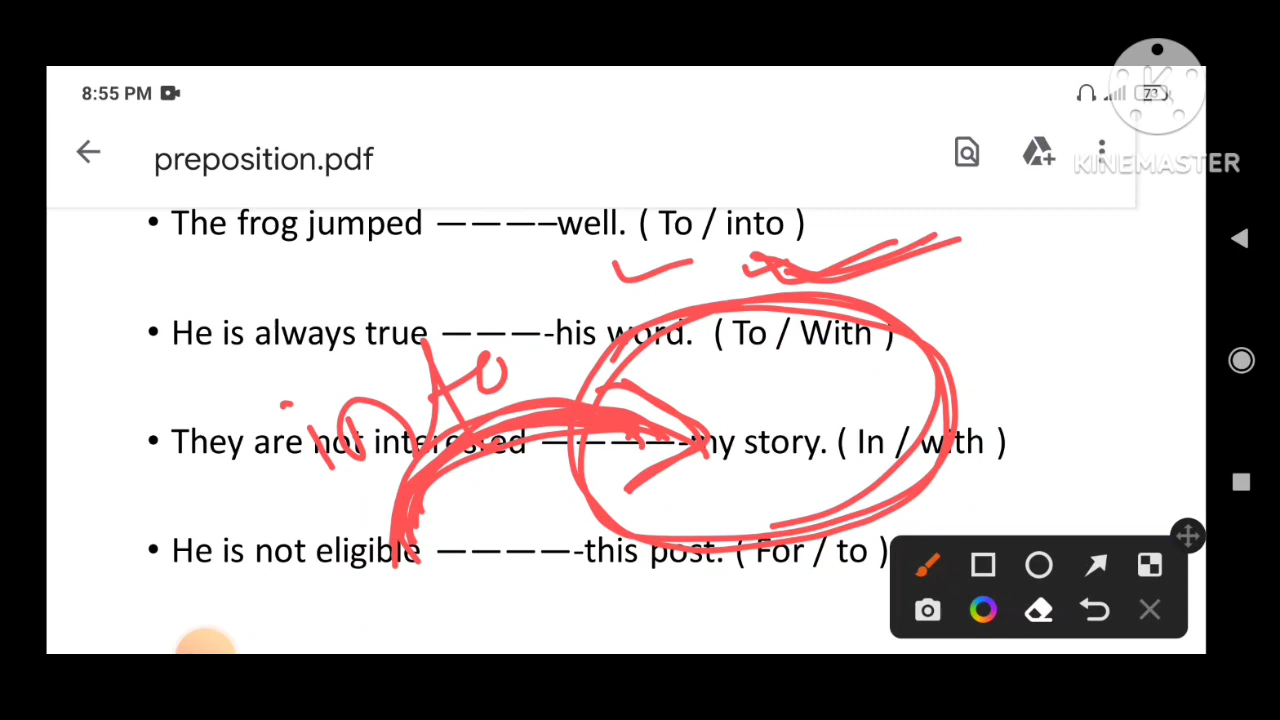 8:55 PM
73
preposition.pdf
KINEMASTER
• The frog jumped ————well. ( To / into )
• He is always true ———-his word. ( To / With )
into
• They are not interested —————-my story. ( In / with )
• He is not eligible ————-this post. ( For / to )